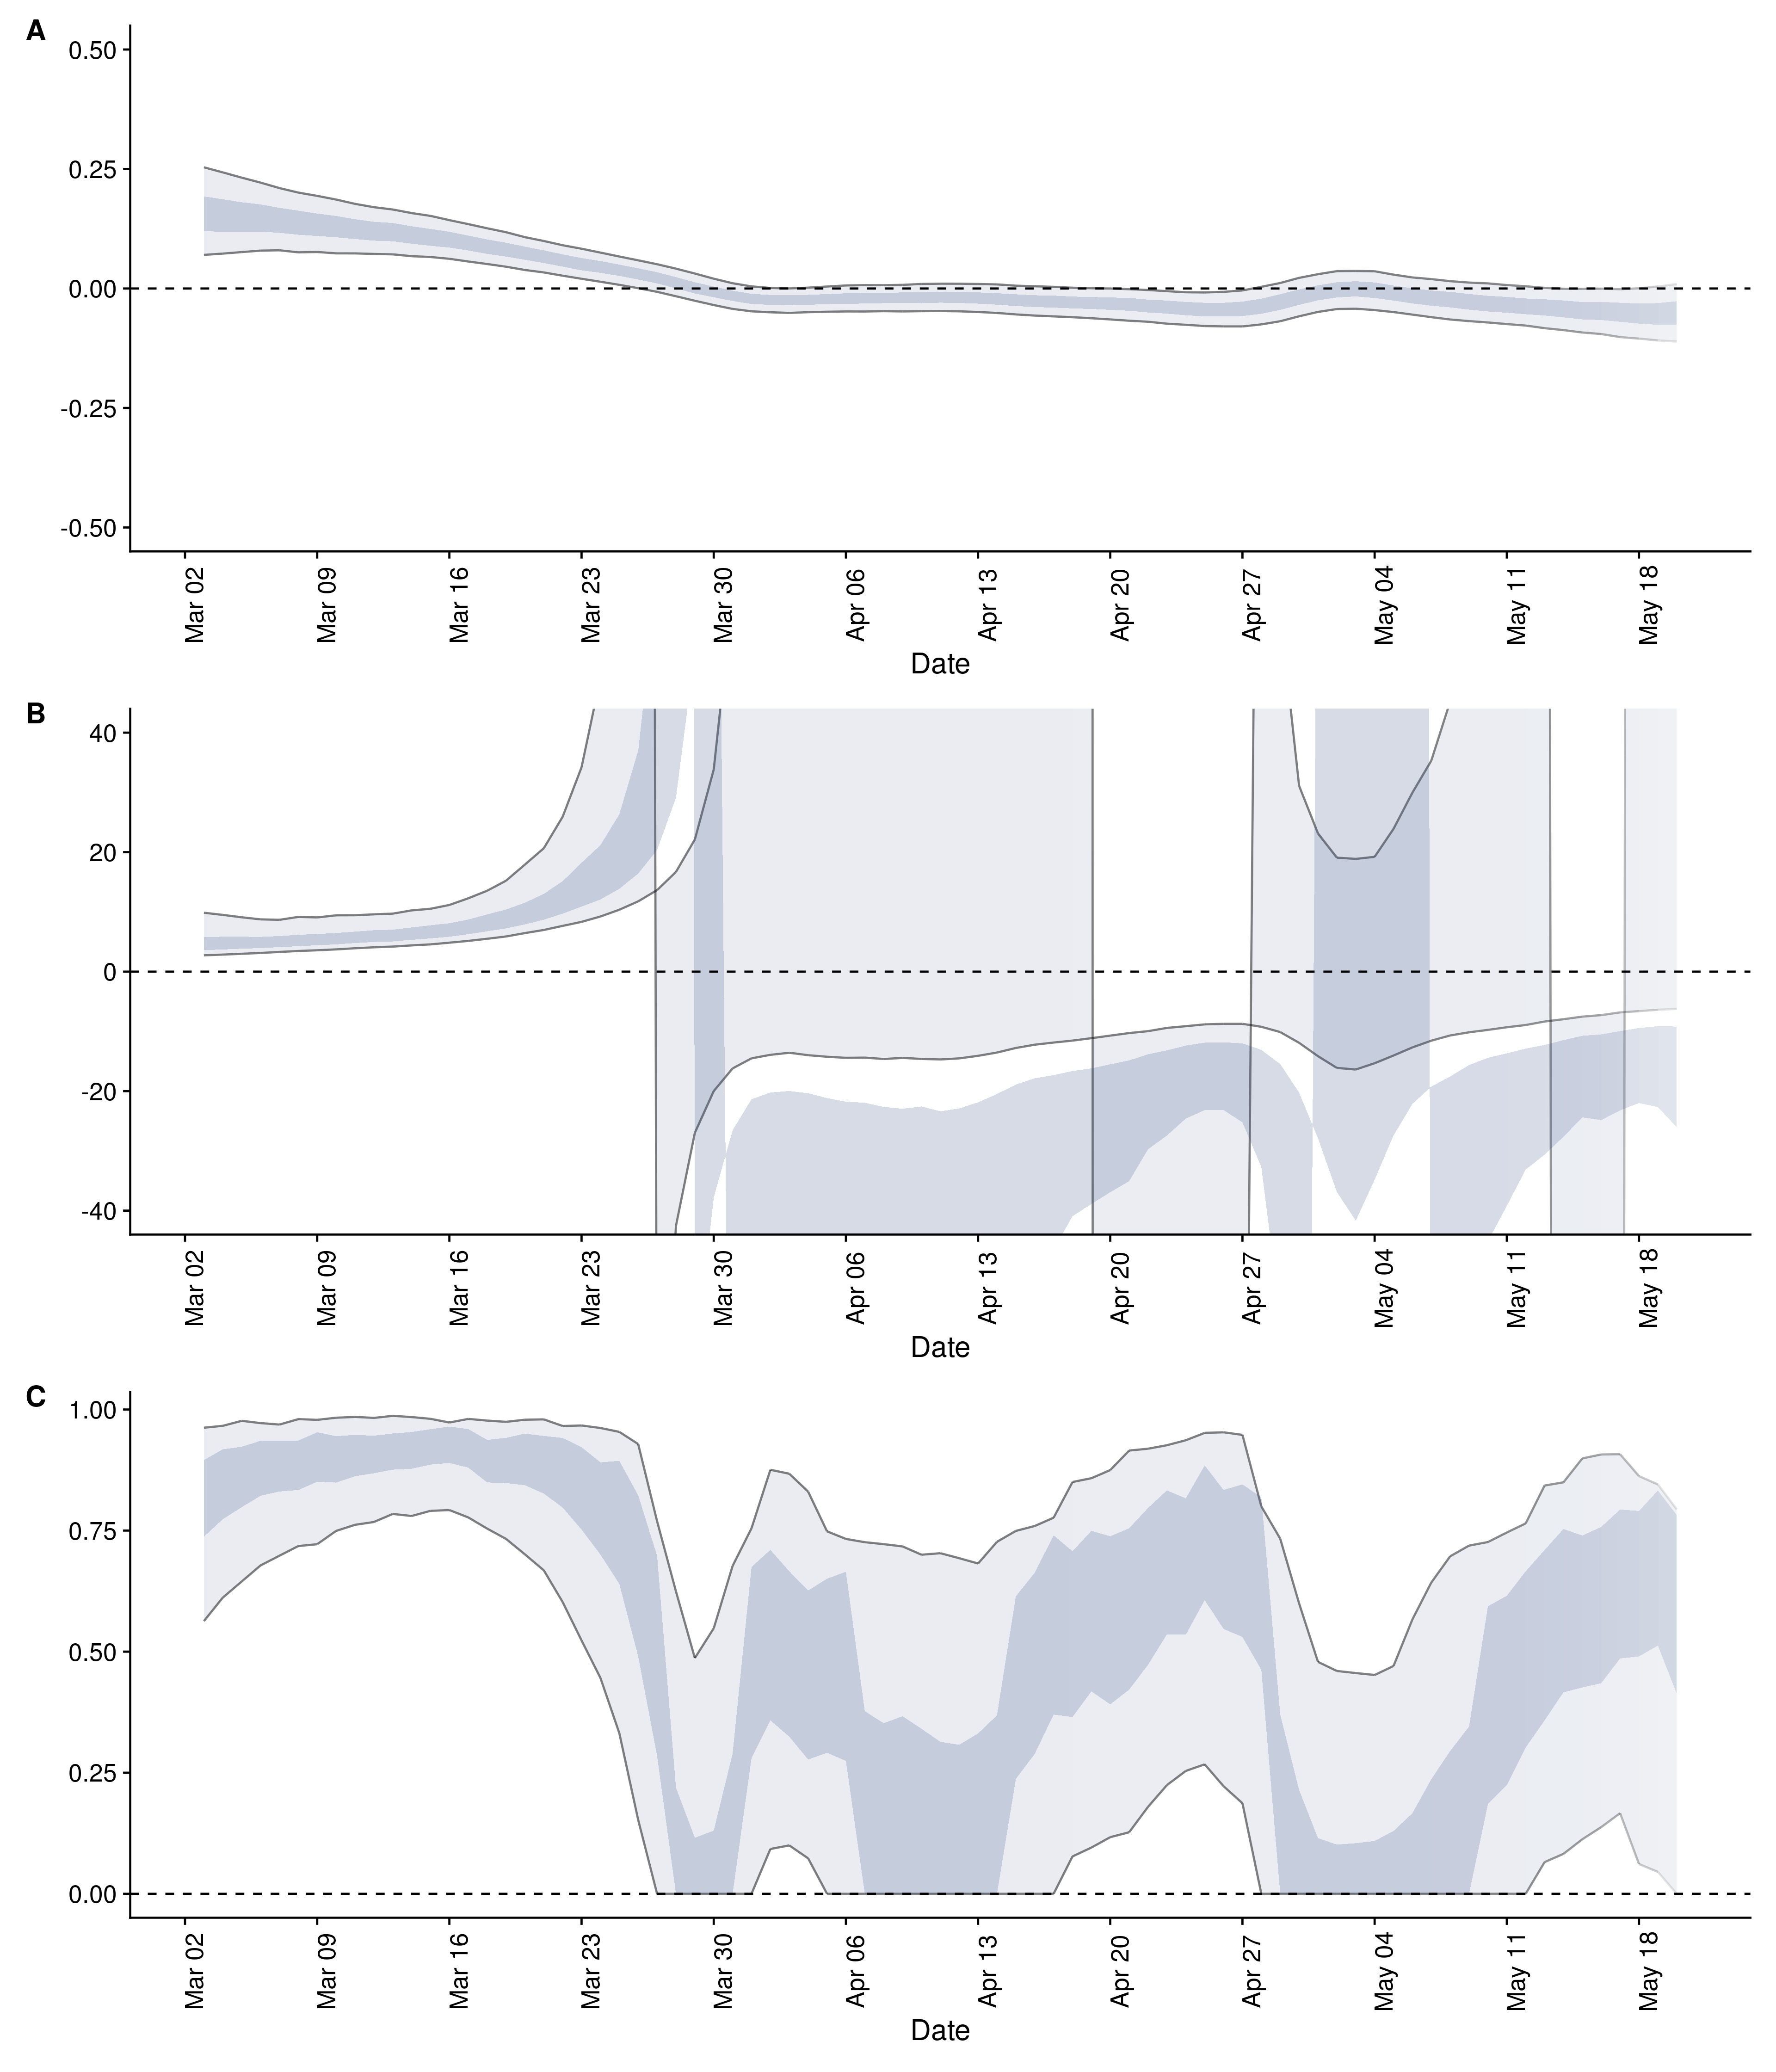 A
0.50
0.25
0.00
-0.25
-0.50
Mar 02
Mar 09
Mar 16
Mar 23
Mar 30
Apr 06
Apr 13
Apr 20
Apr 27
May 04
May 11
May 18
Date
B
40
20
0
-20
-40
Mar 02
Mar 09
Mar 16
Mar 23
Mar 30
Apr 06
Apr 13
Apr 20
Apr 27
May 04
May 11
May 18
Date
C
1.00
0.75
0.50
0.25
0.00
Mar 02
Mar 09
Mar 16
Mar 23
Mar 30
Apr 06
Apr 13
Apr 20
Apr 27
May 04
May 11
May 18
Date